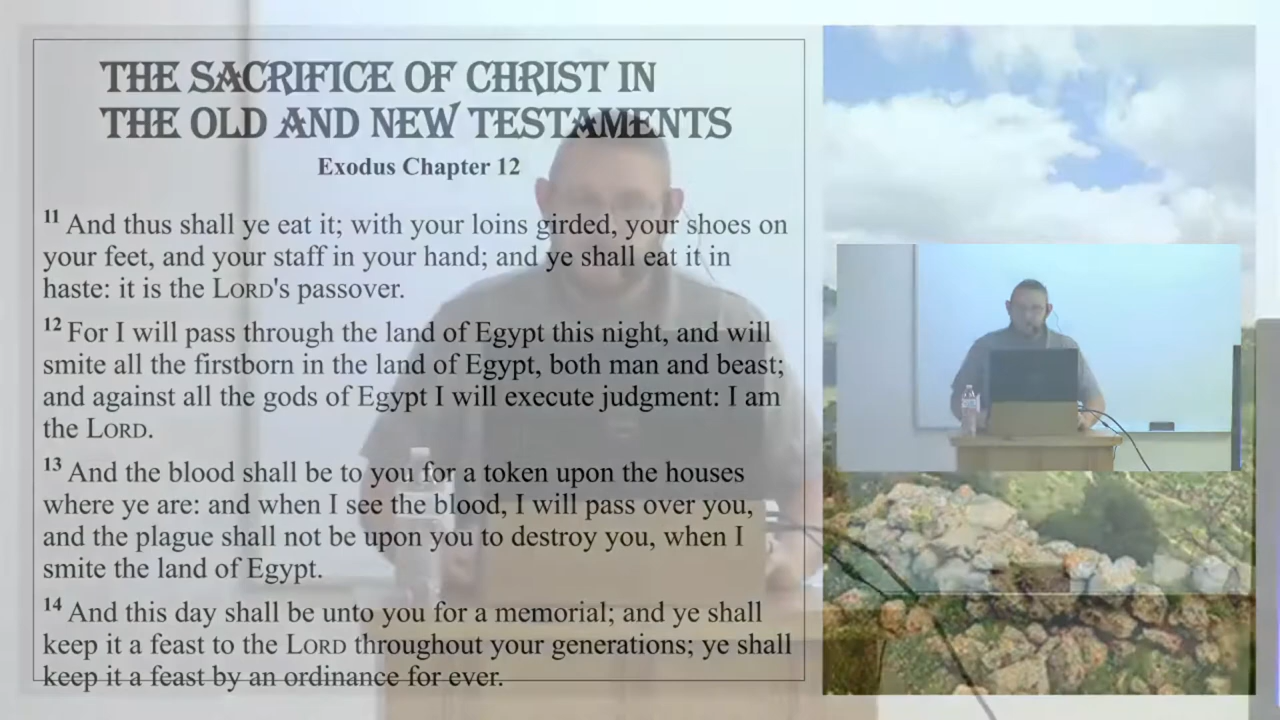 THE SACRIFICE OF CHRIST IN
THE OLD AND NEW TESTAMENTS
Exodus Chapter 12
11 And thus shall ye eat it; with your loins girded, your shoes on
your feet, and your staff in your hand; and ye shall eat it in
haste: it is the LORD's passover.
12 For I will pass through the land of Egypt this night, and will
smite all the firstborn in the land of Egypt, both man and beast;
and against all the gods of Egypt I will execute judgment: I am
the LORD.
13 And the blood shall be to you for a token upon the houses
where ye are: and when I see the blood, I will pass over you,
and the plague shall not be upon you to destroy you, when I
smite the land of Egypt.
14 And this day shall be unto you for a memorial; and ye shall
keep it a feast to the LORD throughout your generations; ye shall
keep it a feast by an ordinance for ever.